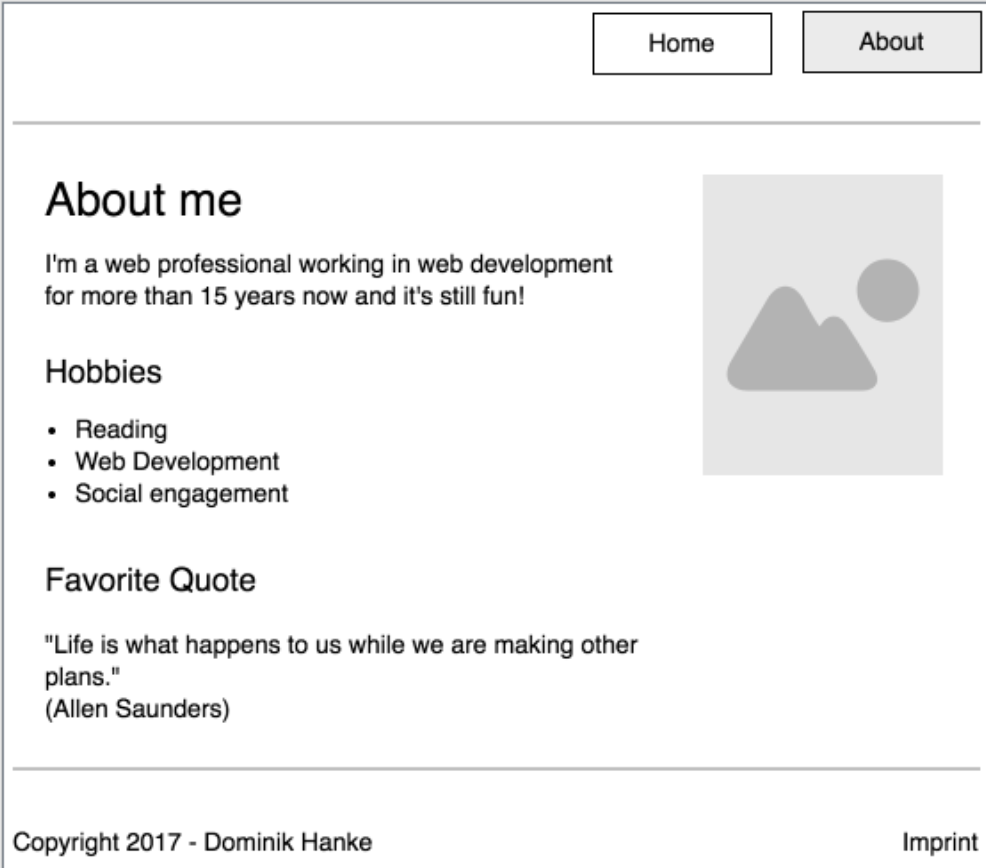 Home
About
About me
I'm a web professional working in web development
for more than 15 years now and it's still fun!
Hobbies
• Reading
• Web Development
• Social engagement
Favorite Quote
"Life is what happens to us while we are making other
plans."
(Allen Saunders)
Copyright 2017 - Dominik Hanke
Imprint